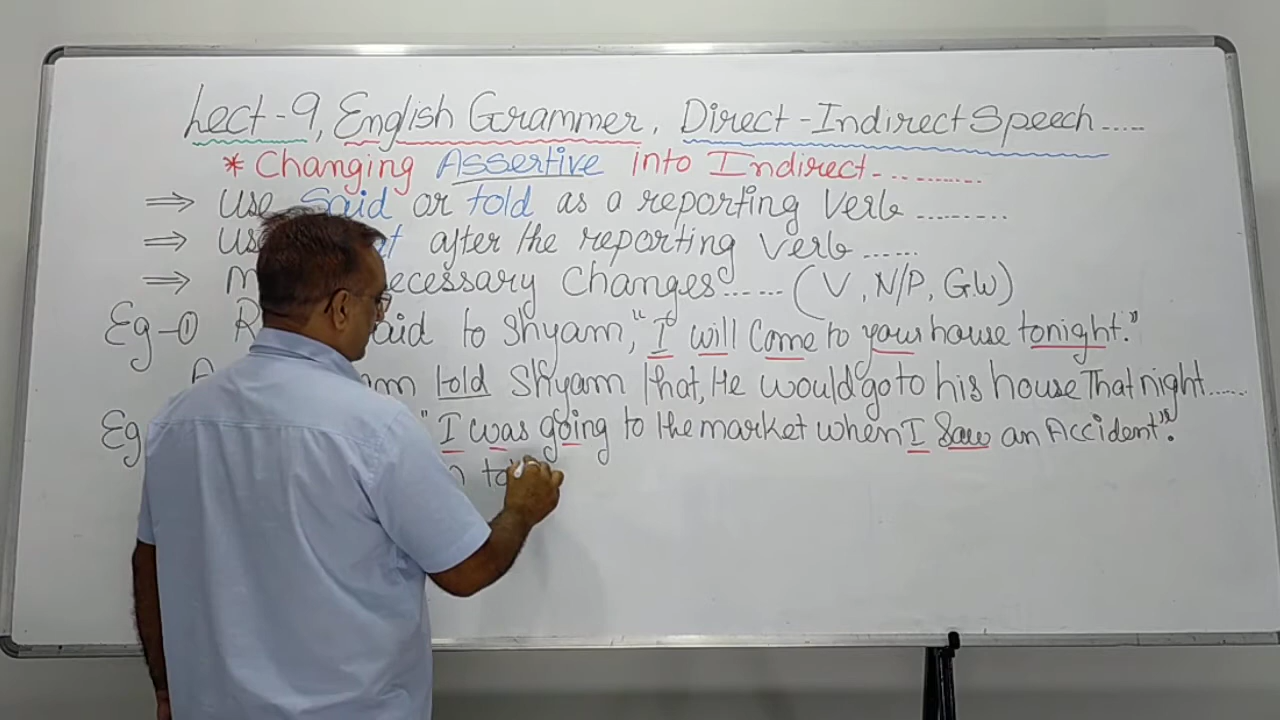 Lect-9, English Grammer, Direct-Indirect Speech.....
* Changing Assertive into Indirect..........
⇒ Use Said or told as a reporting Verb .........
⇒ after the reporting Verb ......
⇒ Changes...... (V, N/P, G.W)
Eg-① to Shyam, "I will Come to your house tonight."
told Shyam that, He would go to his house That night......
Eg "I was going to the market when I Saw an Accident".